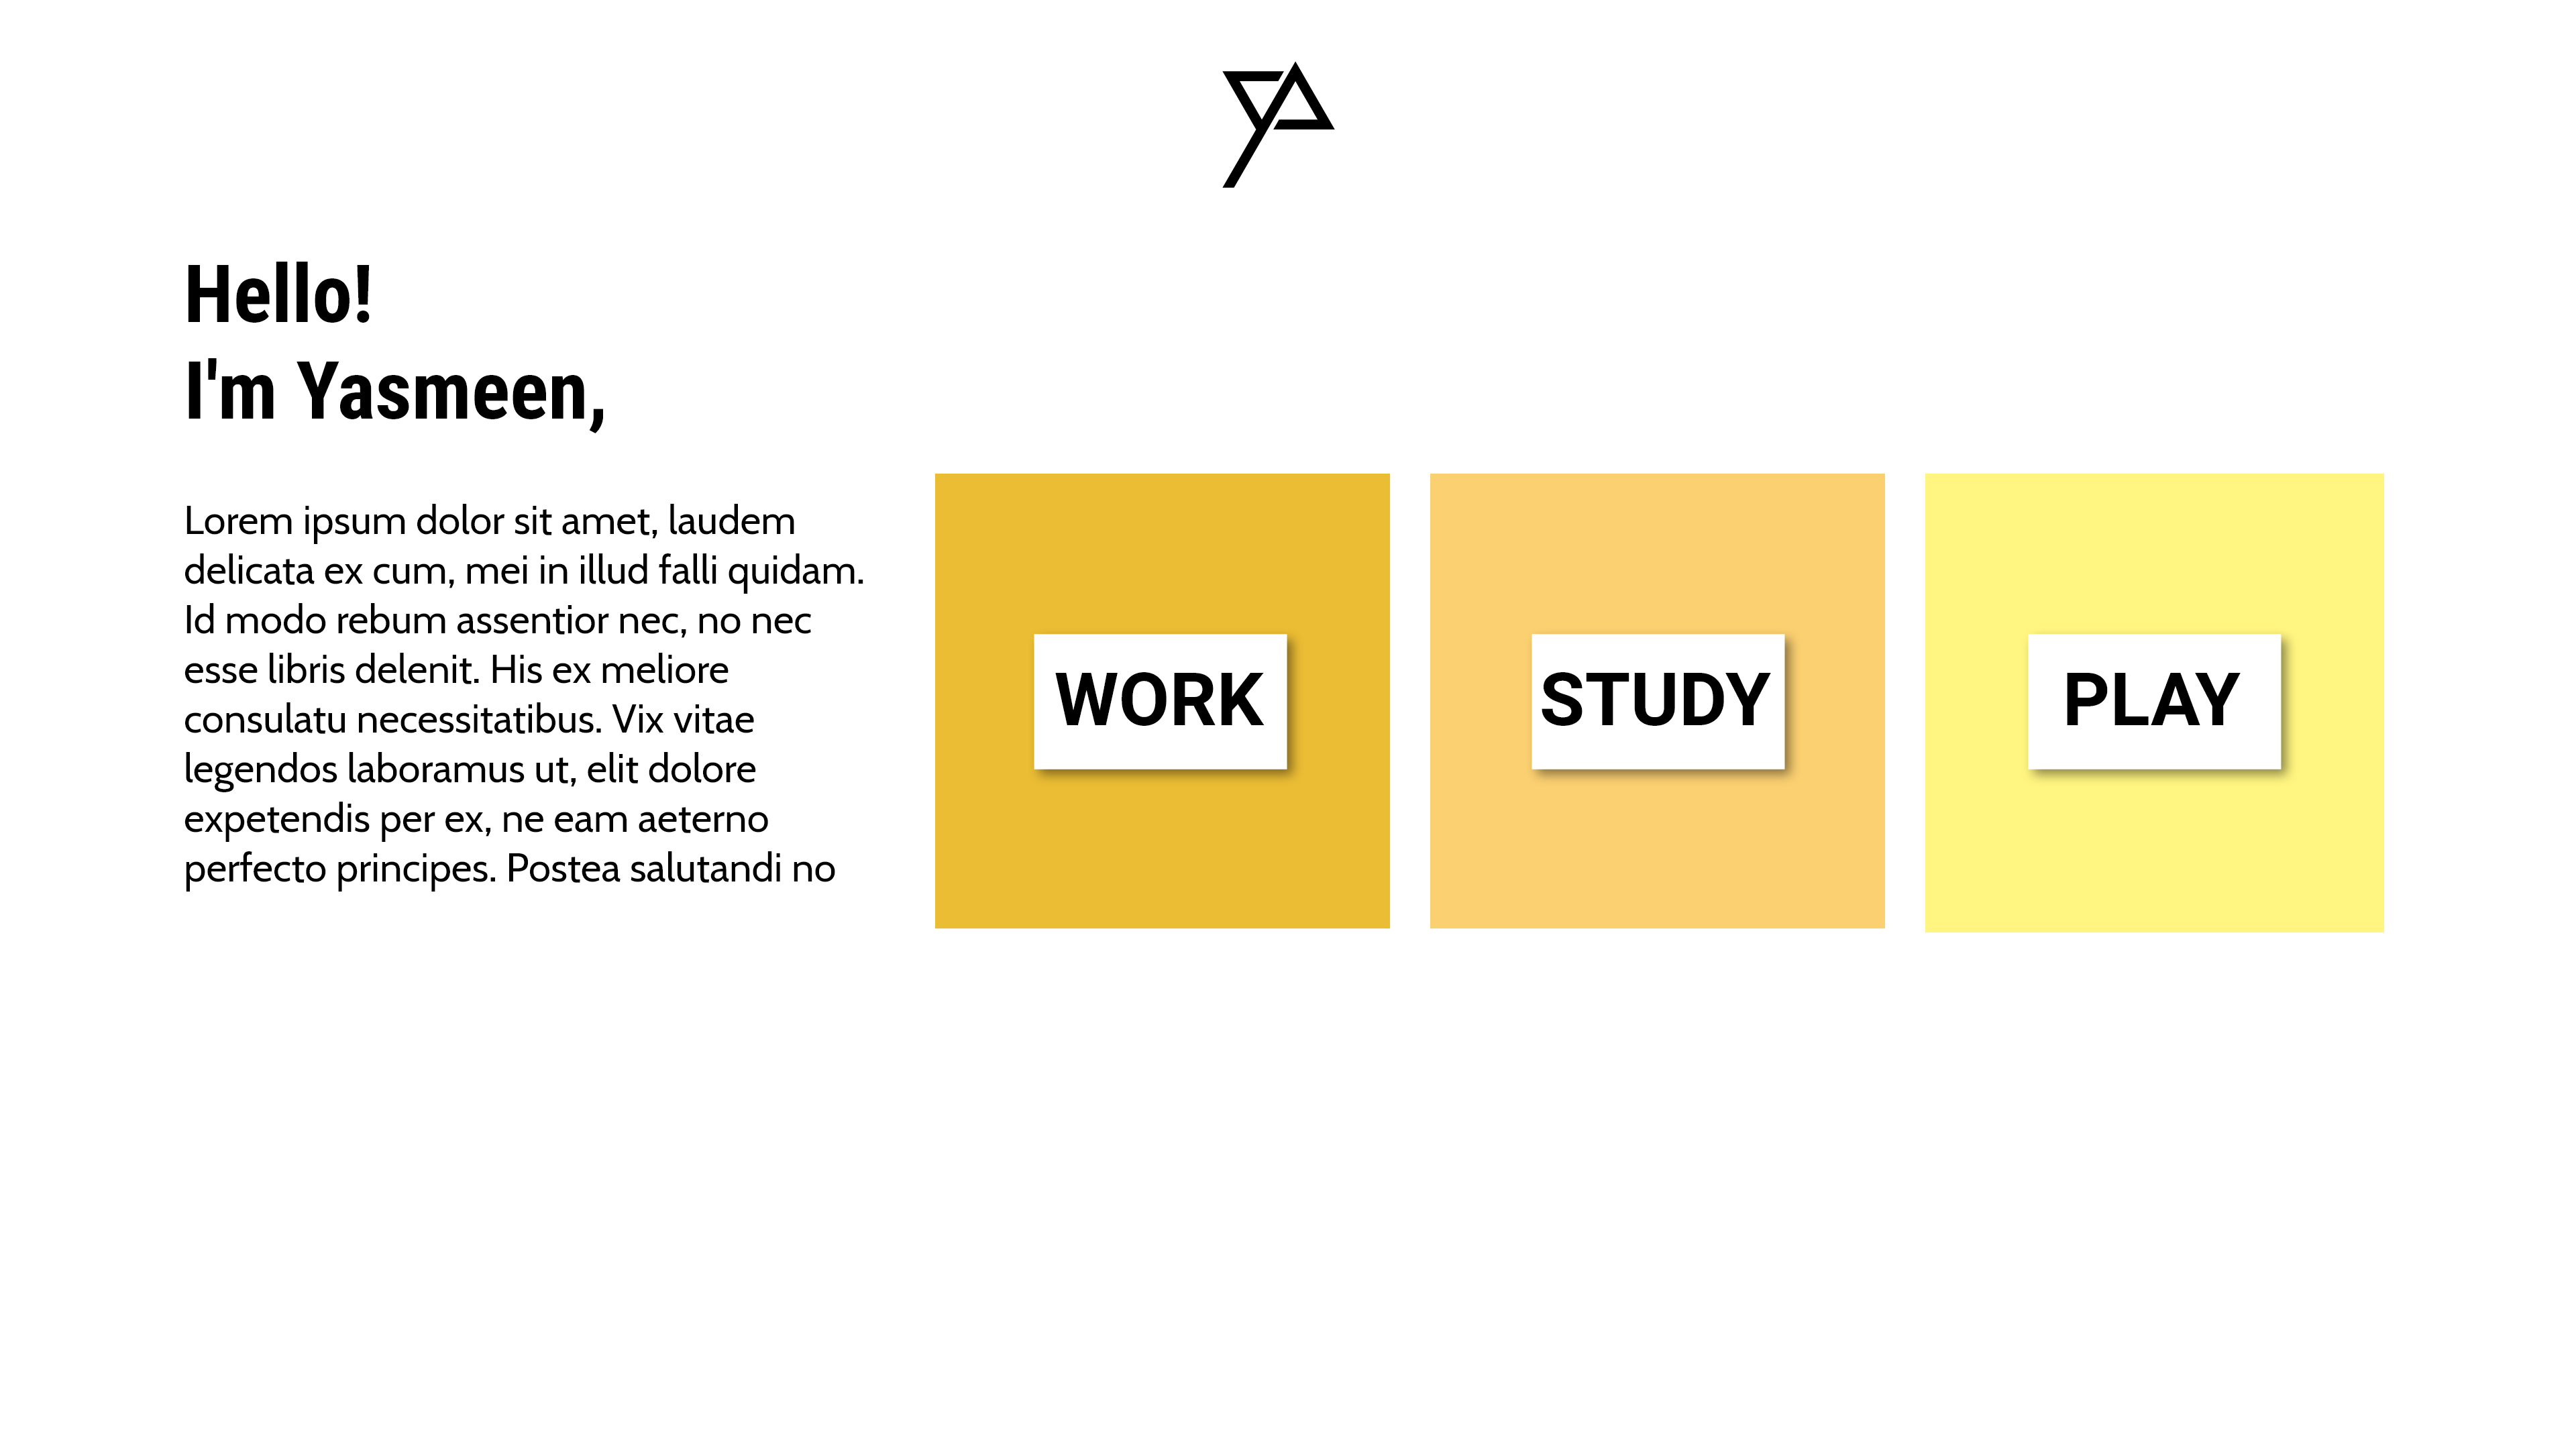 Hello!
I'm Yasmeen,
Lorem ipsum dolor sit amet, laudem
delicata ex cum, mei in illud falli quidam.
Id modo rebum assentior nec, no nec
esse libris delenit. His ex meliore
consulatu necessitatibus. Vix vitae
legendos laboramus ut, elit dolore
expetendis per ex, ne eam aeterno
perfecto principes. Postea salutandi no
WORK
STUDY
PLAY